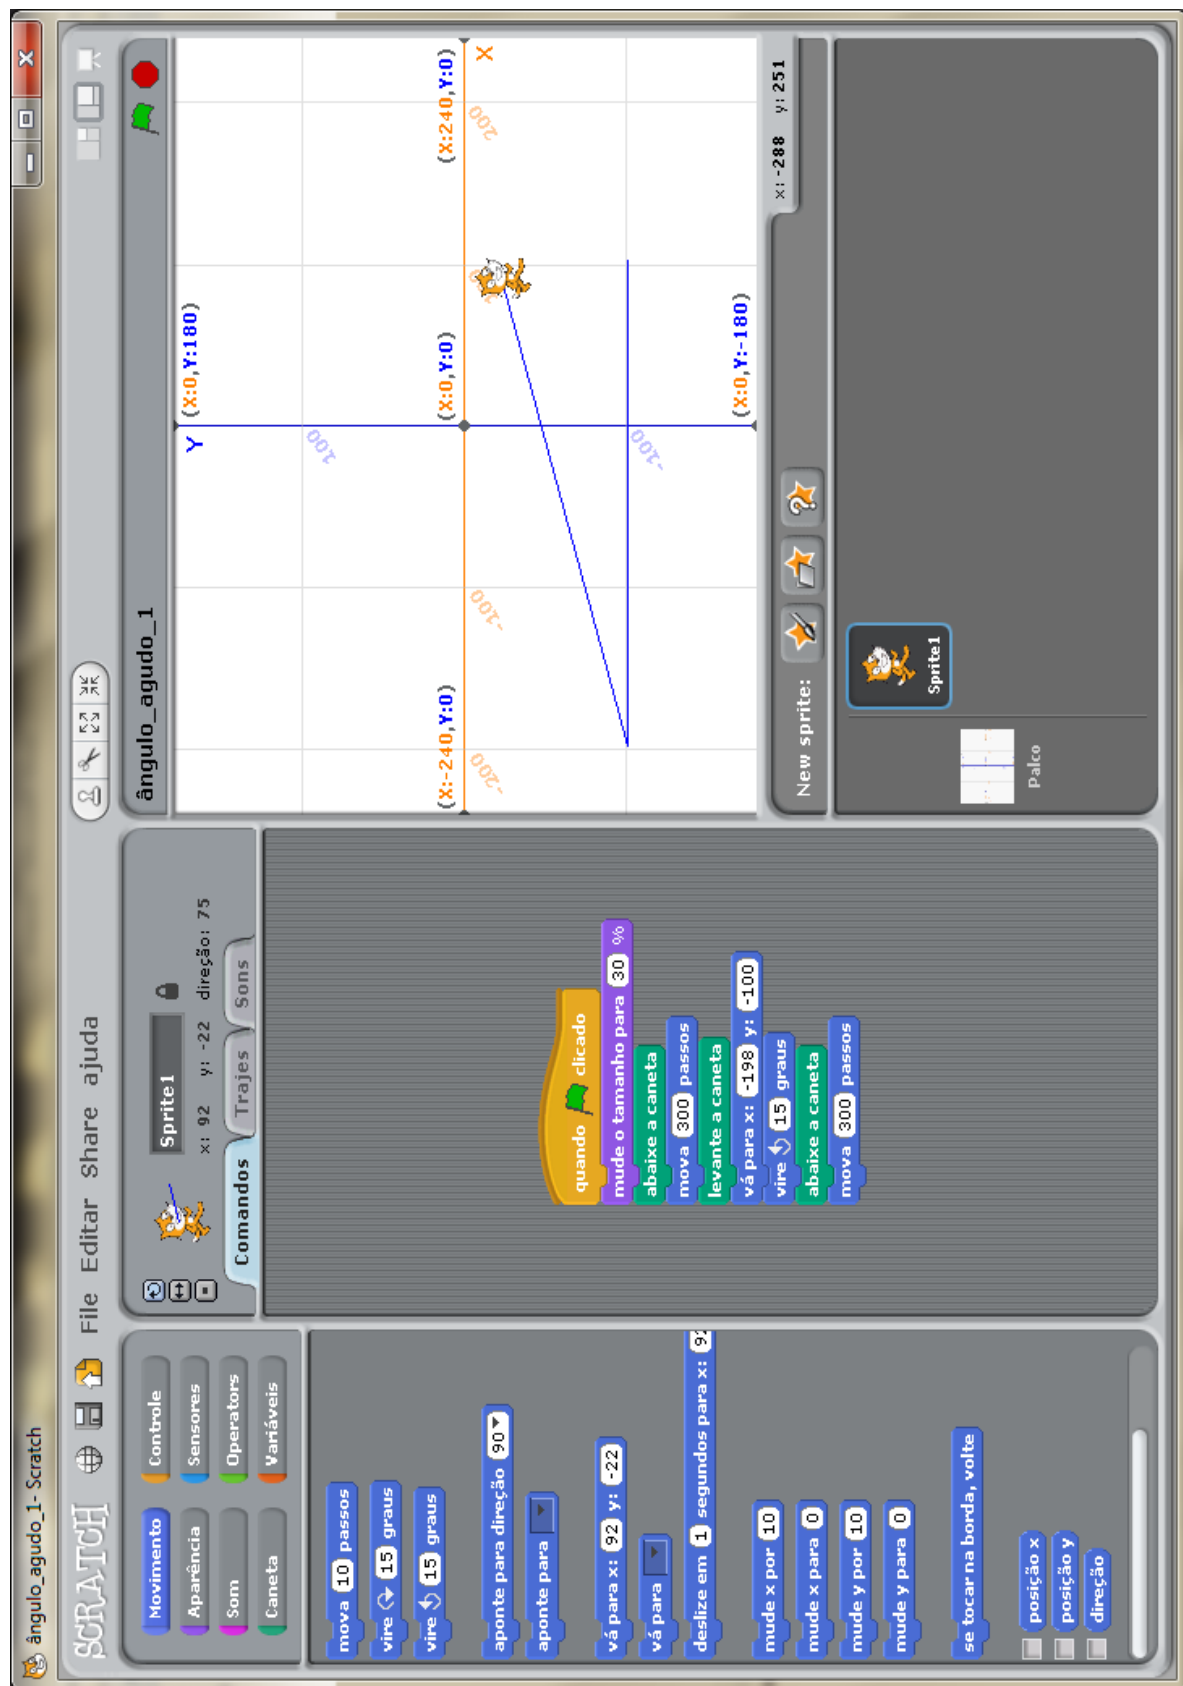 ângulo_agudo_1- Scratch
SCRATCH
File Editar Share ajuda
Movimento
Controle
Aparência
Sensores
Som
Operators
Caneta
Variáveis
mova 10 passos
vire 15 graus
vire 15 graus
aponte para direção 90
aponte para
vá para x: 92 y: -22
vá para
deslize em 1 segundos para x: 92
mude x por 10
mude x para 0
mude y por 10
mude y para 0
se tocar na borda, volte
posição x
posição y
direção
Sprite1
x: 92 y: -22 direção: 75
Comandos
Trajes
Sons
quando clicado
mude o tamanho para 30 %
abaixe a caneta
mova 300 passos
levante a caneta
vá para x: -198 y: -100
vire 15 graus
abaixe a caneta
mova 300 passos
ângulo_agudo_1
(X:0,Y:180)
Y
100
(X:-240,Y:0)
(X:0,Y:0)
(X:240,Y:0)
X
-200
-100
200
-100
(X:0,Y:-180)
x: -288 y: 251
New sprite:
Sprite1
Palco